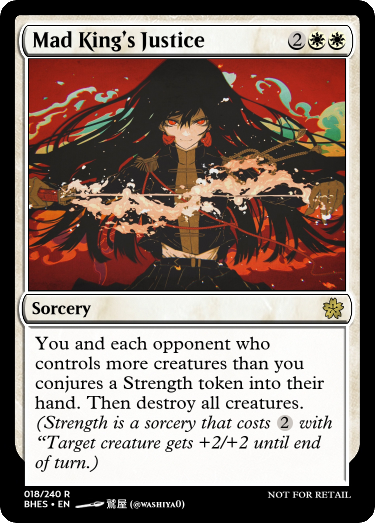 Mad King's Justice 2
Sorcery
You and each opponent who
controls more creatures than you
conjures a Strength token into their
hand. Then destroy all creatures.
(Strength is a sorcery that costs 2 with
“Target creature gets +2/+2 until end
of turn.)
018/240 R NOT FOR RETAIL
BHES • EN 鷲屋 (@WASHIYA0)